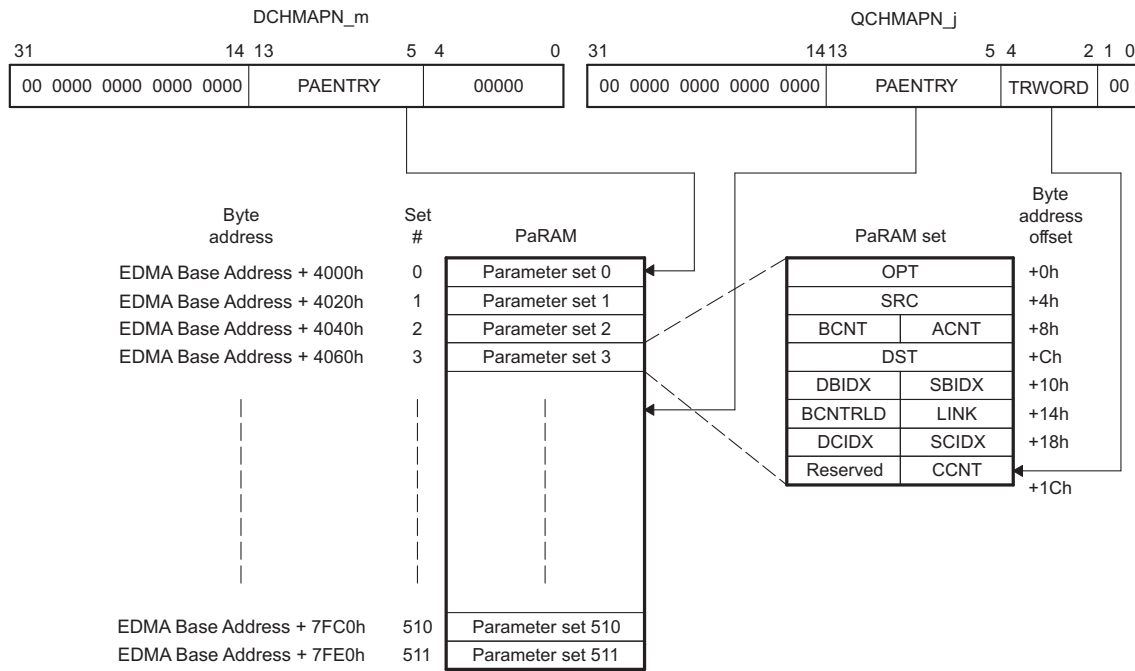 DCHMAPN_m
QCHMAPN_j
31 14 13 5 4 0
31 14 13 5 4 2 1 0
00 0000 0000 0000 0000 PAENTRY 00000
00 0000 0000 0000 0000 PAENTRY TRWORD 00
Byte
address
Set
#
PaRAM
PaRAM set
Byte
address
offset
EDMA Base Address + 4000h 0 Parameter set 0
EDMA Base Address + 4020h 1 Parameter set 1
EDMA Base Address + 4040h 2 Parameter set 2
EDMA Base Address + 4060h 3 Parameter set 3
OPT +0h
SRC +4h
BCNT ACNT +8h
DST +Ch
DBIDX SBIDX +10h
BCNTRLD LINK +14h
DCIDX SCIDX +18h
Reserved CCNT +1Ch
EDMA Base Address + 7FC0h 510 Parameter set 510
EDMA Base Address + 7FE0h 511 Parameter set 511